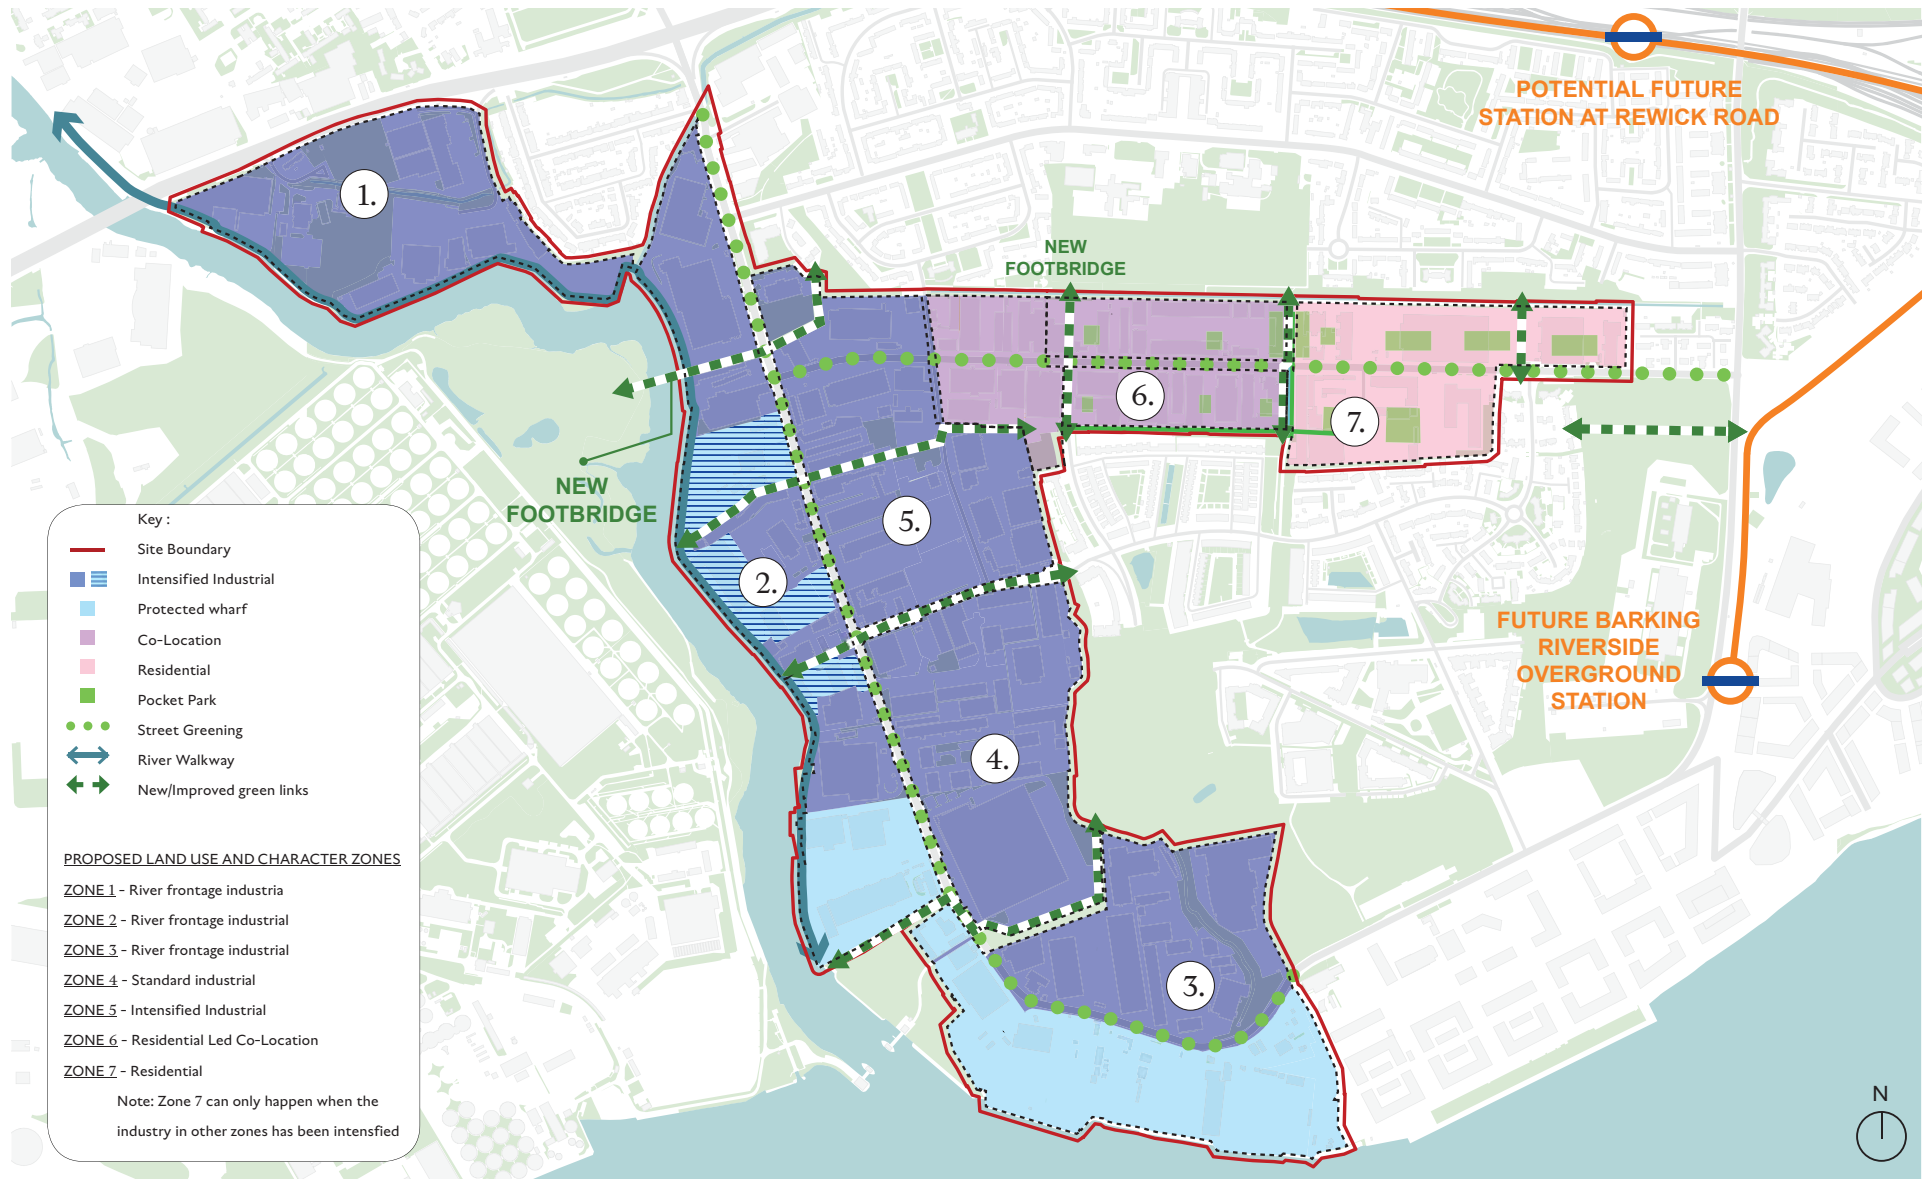 POTENTIAL FUTURE
STATION AT REWICK ROAD
1.
NEW
FOOTBRIDGE
6.
7.
NEW
FOOTBRIDGE
5.
2.
FUTURE BARKING
RIVERSIDE
OVERGROUND
STATION
4.
3.
N
Key :
Site Boundary
Intensified Industrial
Protected wharf
Co-Location
Residential
Pocket Park
Street Greening
River Walkway
New/Improved green links
PROPOSED LAND USE AND CHARACTER ZONES
ZONE 1 - River frontage industria
ZONE 2 - River frontage industrial
ZONE 3 - River frontage industrial
ZONE 4 - Standard industrial
ZONE 5 - Intensified Industrial
ZONE 6 - Residential Led Co-Location
ZONE 7 - Residential
Note: Zone 7 can only happen when the
industry in other zones has been intensfied